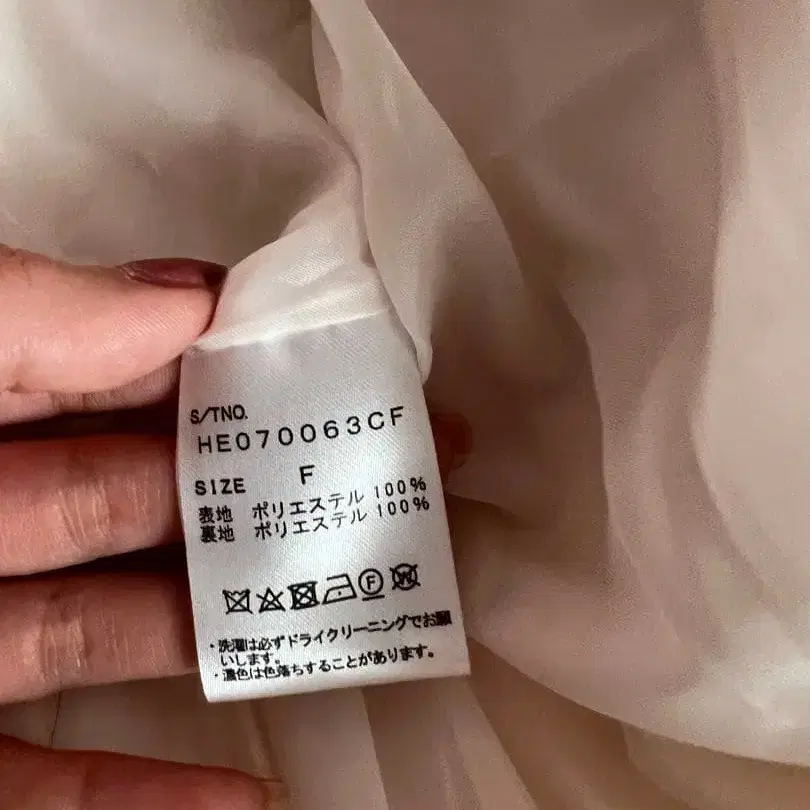 S/TNO.
HE070063CF
SIZE F
表地 ポリエステル 100%
裏地 ポリエステル 100%
F W
・洗濯は必ずドライクリーニングでお願
いします。
・濃色は色落ちすることがあります。